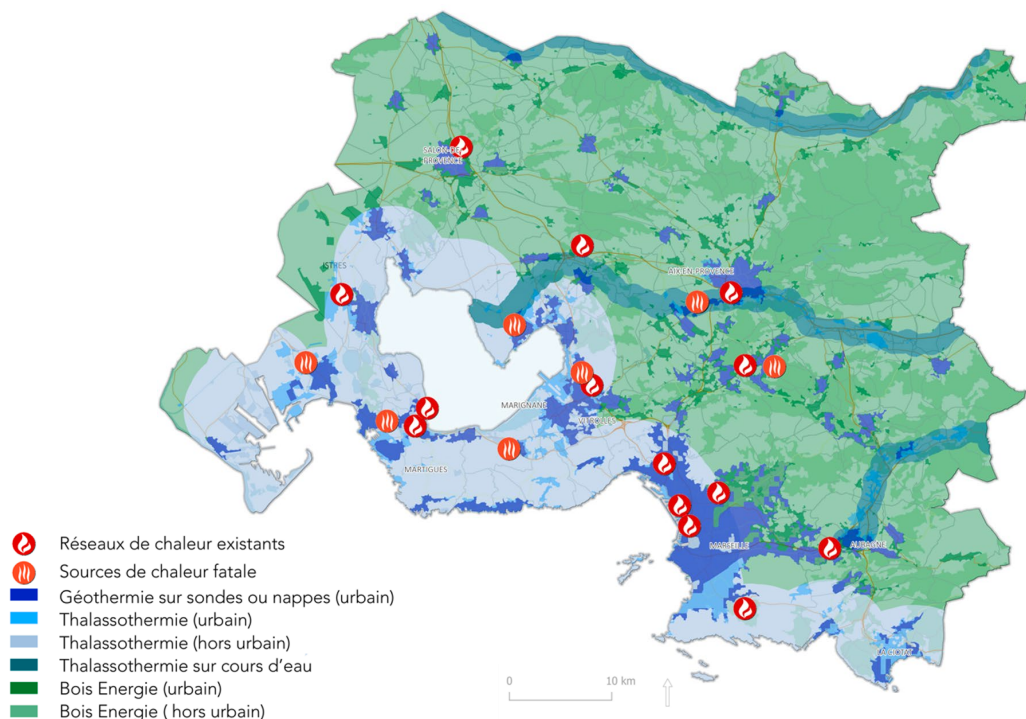 SALON-DE-
PROVENCE
ISTRES
AIX-EN-PROVENCE
MARIGNANE
VITROLLES
MARTIGUES
MARSEILLE
AUBAGNE
LA CIOTAT
Réseaux de chaleur existants
Sources de chaleur fatale
Géothermie sur sondes ou nappes (urbain)
Thalassothermie (urbain)
Thalassothermie (hors urbain)
Thalassothermie sur cours d'eau
Bois Energie (urbain)
Bois Energie ( hors urbain)
0 10 km